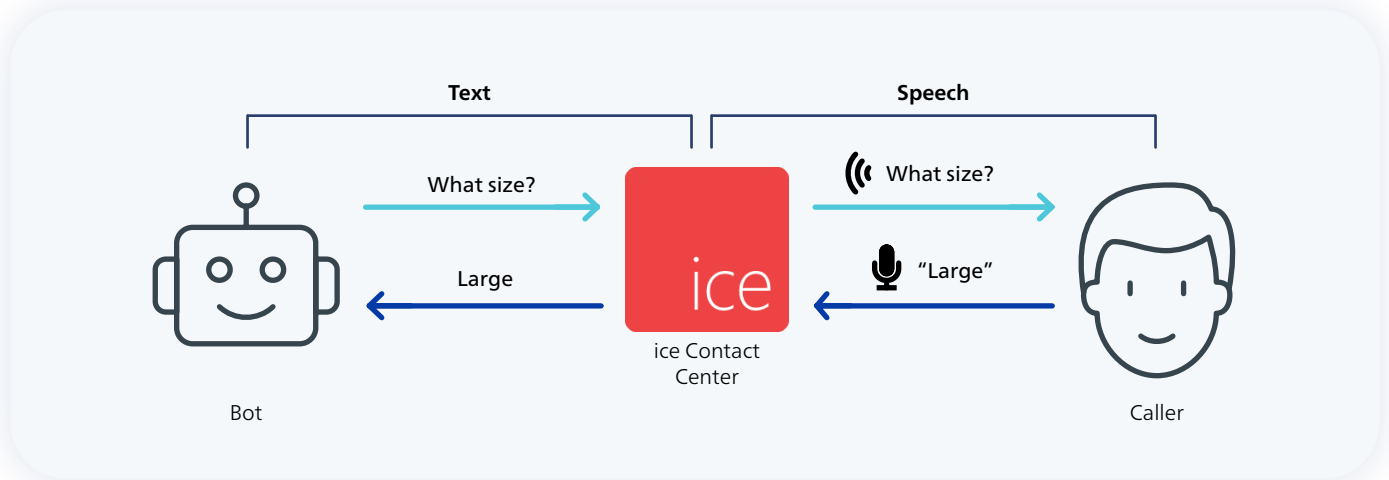 Text
Speech
What size?
What size?
Large
“Large”
ice
ice Contact
Center
Bot
Caller